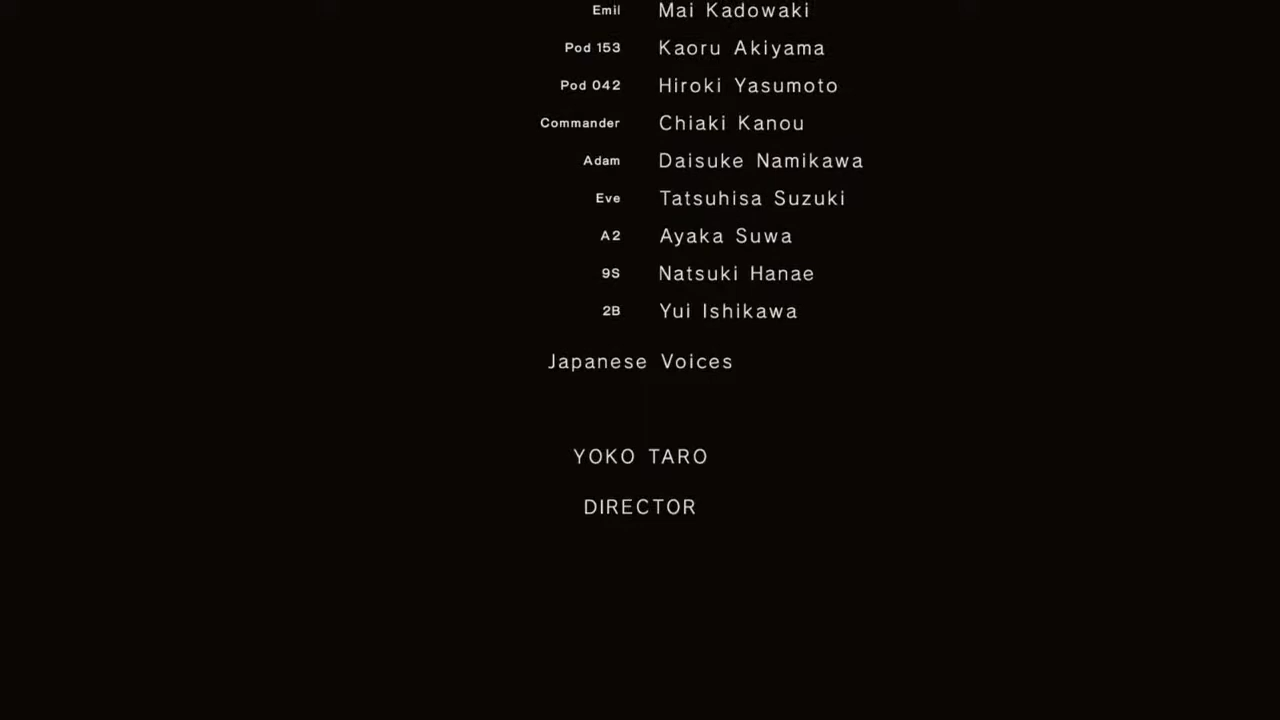 Emil Mai Kadowaki
Pod 153 Kaoru Akiyama
Pod 042 Hiroki Yasumoto
Commander Chiaki Kanou
Adam Daisuke Namikawa
Eve Tatsuhisa Suzuki
A2 Ayaka Suwa
9S Natsuki Hanae
2B Yui Ishikawa
Japanese Voices
YOKO TARO
DIRECTOR